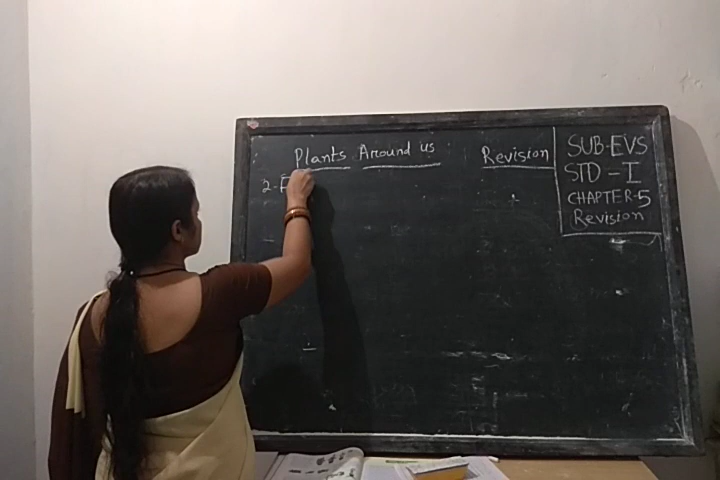 Plants Around us Revision
2-
SUB-EVS
STD-I
CHAPTER-5
Revision